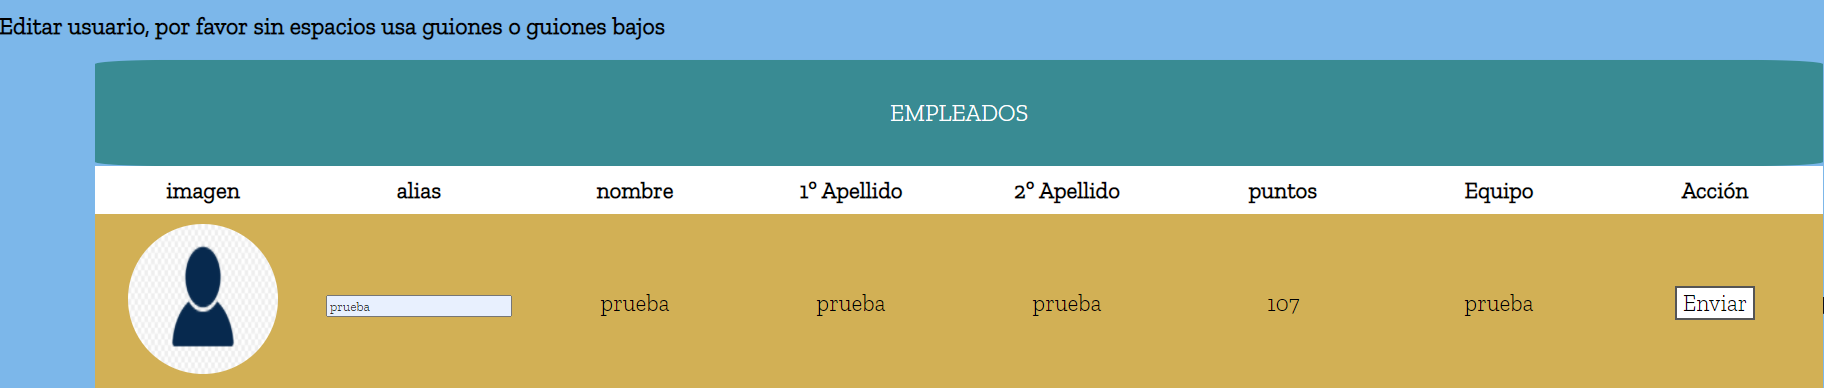 Editar usuario, por favor sin espacios usa guiones o guiones bajos
EMPLEADOS
imagen alias nombre 1º Apellido 2º Apellido puntos Equipo Acción
prueba prueba prueba prueba 107 prueba Enviar